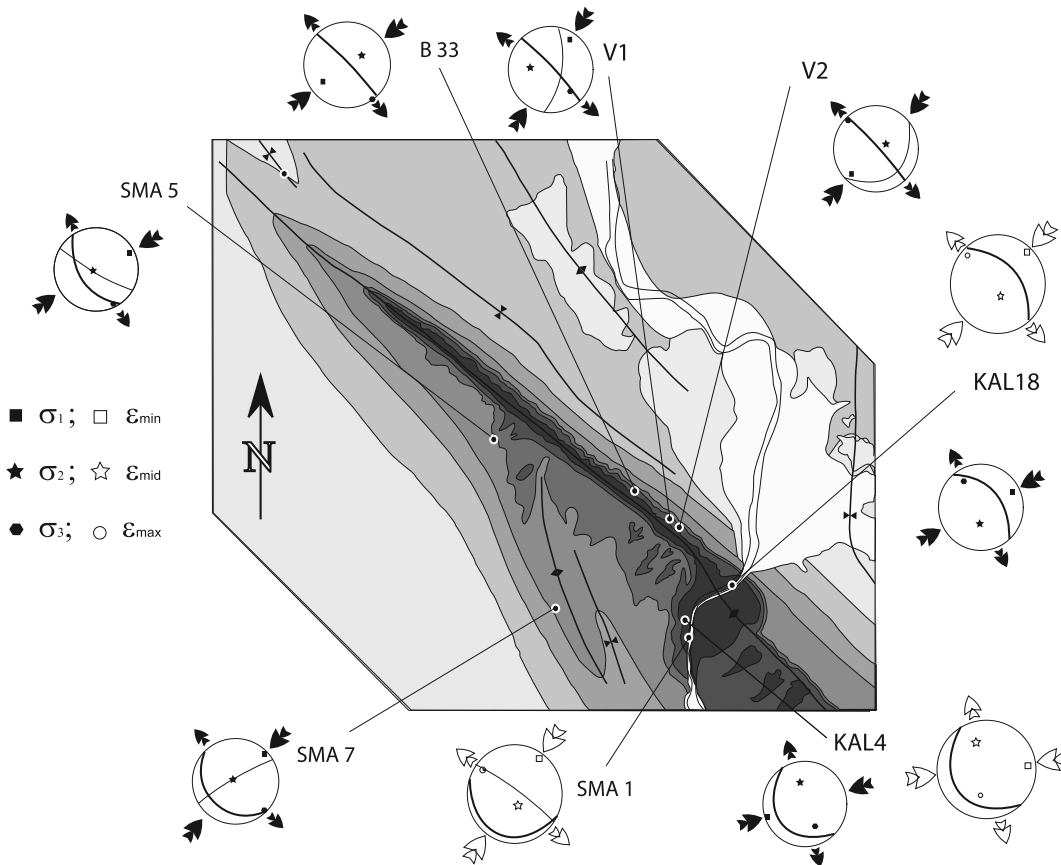 B 33
V1
V2
SMA 5
KAL18
N
■ σ1; □ εmin
★ σ2; ☆ εmid
⬢ σ3; ○ εmax
SMA 7
SMA 1
KAL4